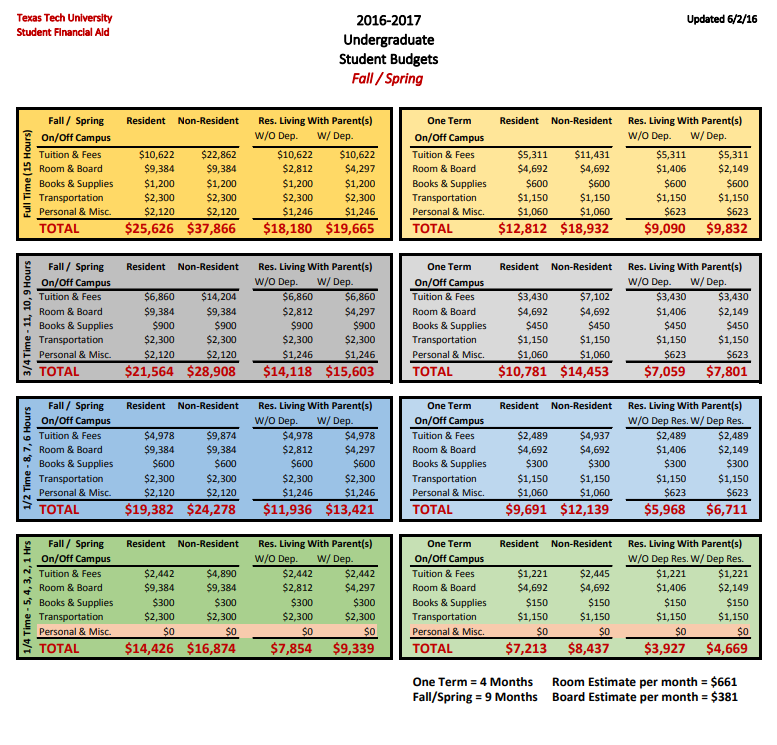 Texas Tech University
Student Financial Aid
2016-2017
Undergraduate
Student Budgets
Fall / Spring
Updated 6/2/16
Full Time (15 Hours)
Fall / Spring Resident Non-Resident Res. Living With Parent(s)
On/Off Campus W/O Dep. W/ Dep.
Tuition & Fees $10,622 $22,862 $10,622 $10,622
Room & Board $9,384 $9,384 $2,812 $4,297
Books & Supplies $1,200 $1,200 $1,200 $1,200
Transportation $2,300 $2,300 $2,300 $2,300
Personal & Misc. $2,120 $2,120 $1,246 $1,246
TOTAL $25,626 $37,866 $18,180 $19,665
One Term Resident Non-Resident Res. Living With Parent(s)
On/Off Campus W/O Dep. W/ Dep.
Tuition & Fees $5,311 $11,431 $5,311 $5,311
Room & Board $4,692 $4,692 $1,406 $2,149
Books & Supplies $600 $600 $600 $600
Transportation $1,150 $1,150 $1,150 $1,150
Personal & Misc. $1,060 $1,060 $623 $623
TOTAL $12,812 $18,932 $9,090 $9,832
3/4 Time - 11, 10, 9 Hours
Fall / Spring Resident Non-Resident Res. Living With Parent(s)
On/Off Campus W/O Dep. W/ Dep.
Tuition & Fees $6,860 $14,204 $6,860 $6,860
Room & Board $9,384 $9,384 $2,812 $4,297
Books & Supplies $900 $900 $900 $900
Transportation $2,300 $2,300 $2,300 $2,300
Personal & Misc. $2,120 $2,120 $1,246 $1,246
TOTAL $21,564 $28,908 $14,118 $15,603
One Term Resident Non-Resident Res. Living With Parent(s)
On/Off Campus W/O Dep. W/ Dep.
Tuition & Fees $3,430 $7,102 $3,430 $3,430
Room & Board $4,692 $4,692 $1,406 $2,149
Books & Supplies $450 $450 $450 $450
Transportation $1,150 $1,150 $1,150 $1,150
Personal & Misc. $1,060 $1,060 $623 $623
TOTAL $10,781 $14,453 $7,059 $7,801
1/2 Time - 8, 7, 6 Hours
Fall / Spring Resident Non-Resident Res. Living With Parent(s)
On/Off Campus W/O Dep. W/ Dep.
Tuition & Fees $4,978 $9,874 $4,978 $4,978
Room & Board $9,384 $9,384 $2,812 $4,297
Books & Supplies $600 $600 $600 $600
Transportation $2,300 $2,300 $2,300 $2,300
Personal & Misc. $2,120 $2,120 $1,246 $1,246
TOTAL $19,382 $24,278 $11,936 $13,421
One Term Resident Non-Resident Res. Living With Parent(s)
On/Off Campus W/O Dep Res. W/ Dep Res.
Tuition & Fees $2,489 $4,937 $2,489 $2,489
Room & Board $4,692 $4,692 $1,406 $2,149
Books & Supplies $300 $300 $300 $300
Transportation $1,150 $1,150 $1,150 $1,150
Personal & Misc. $1,060 $1,060 $623 $623
TOTAL $9,691 $12,139 $5,968 $6,711
1/4 Time - 5, 4, 3, 2, 1 Hrs
Fall / Spring Resident Non-Resident Res. Living With Parent(s)
On/Off Campus W/O Dep. W/ Dep.
Tuition & Fees $2,442 $4,890 $2,442 $2,442
Room & Board $9,384 $9,384 $2,812 $4,297
Books & Supplies $300 $300 $300 $300
Transportation $2,300 $2,300 $2,300 $2,300
Personal & Misc. $0 $0 $0 $0
TOTAL $14,426 $16,874 $7,854 $9,339
One Term Resident Non-Resident Res. Living With Parent(s)
On/Off Campus W/O Dep Res. W/ Dep Res.
Tuition & Fees $1,221 $2,445 $1,221 $1,221
Room & Board $4,692 $4,692 $1,406 $2,149
Books & Supplies $150 $150 $150 $150
Transportation $1,150 $1,150 $1,150 $1,150
Personal & Misc. $0 $0 $0 $0
TOTAL $7,213 $8,437 $3,927 $4,669
One Term = 4 Months Room Estimate per month = $661
Fall/Spring = 9 Months Board Estimate per month = $381